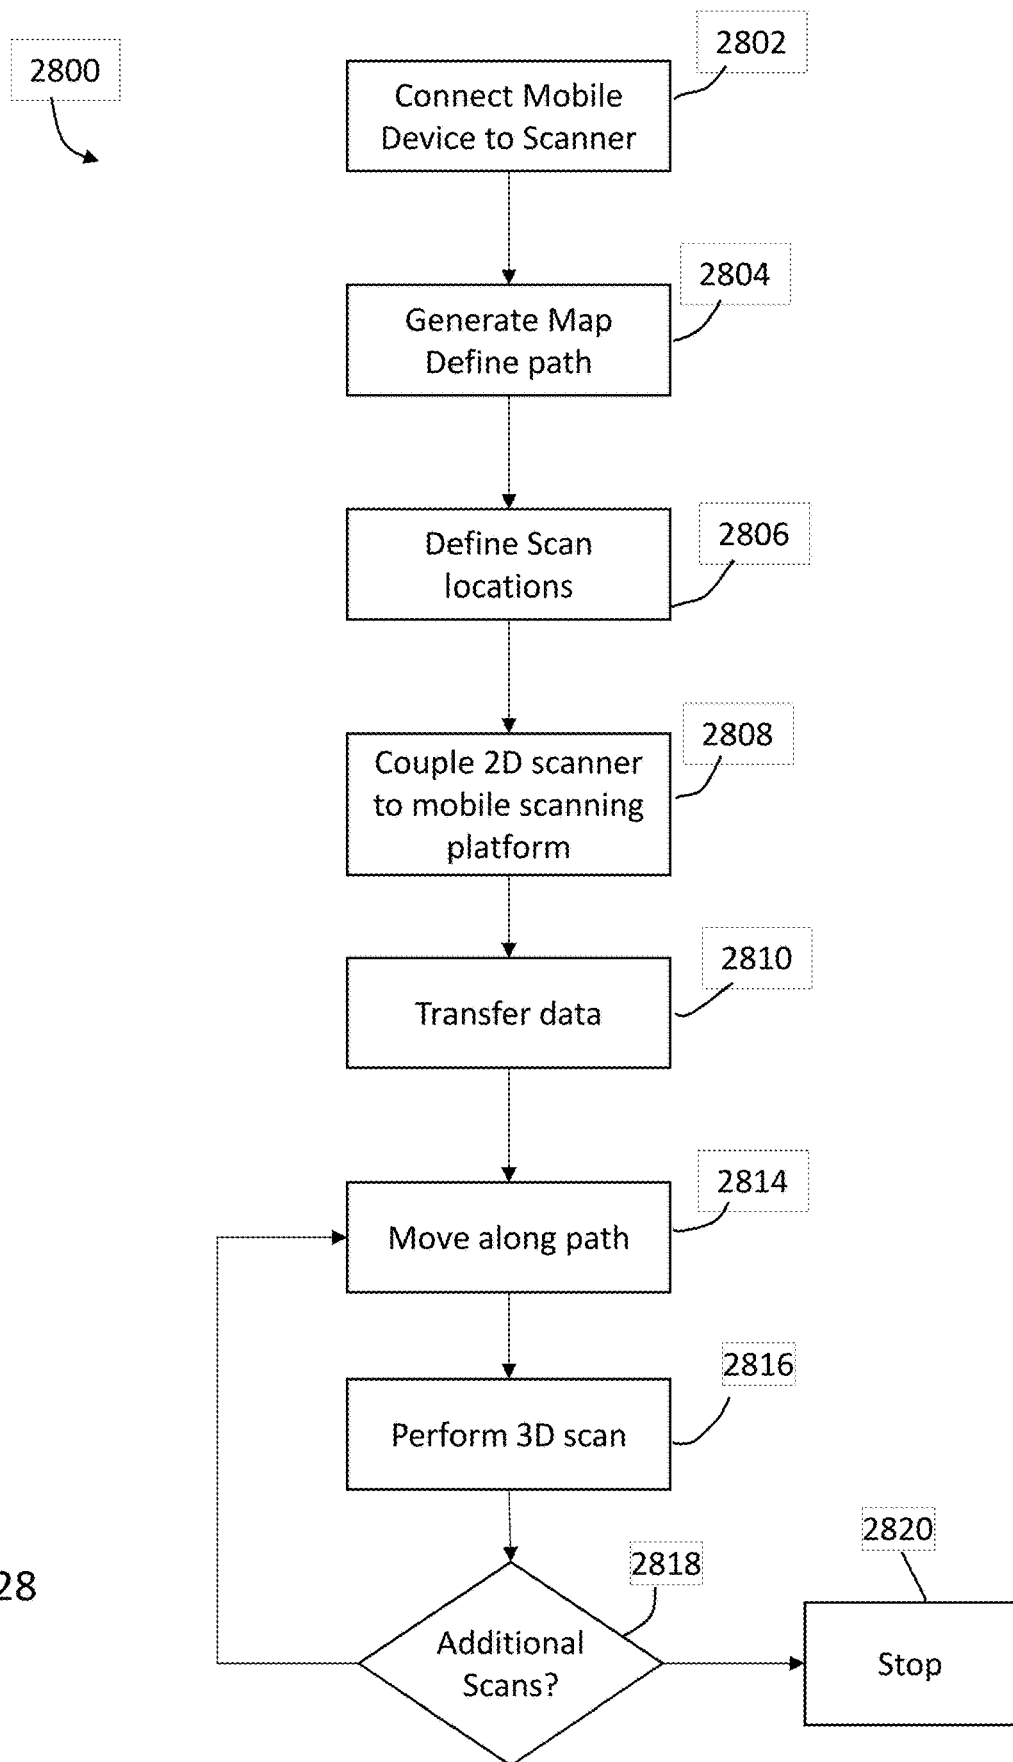 2800
2802
Connect Mobile
Device to Scanner
2804
Generate Map
Define path
2806
Define Scan
locations
2808
Couple 2D scanner
to mobile scanning
platform
2810
Transfer data
2814
Move along path
2816
Perform 3D scan
2818
2820
28
Additional
Scans?
Stop